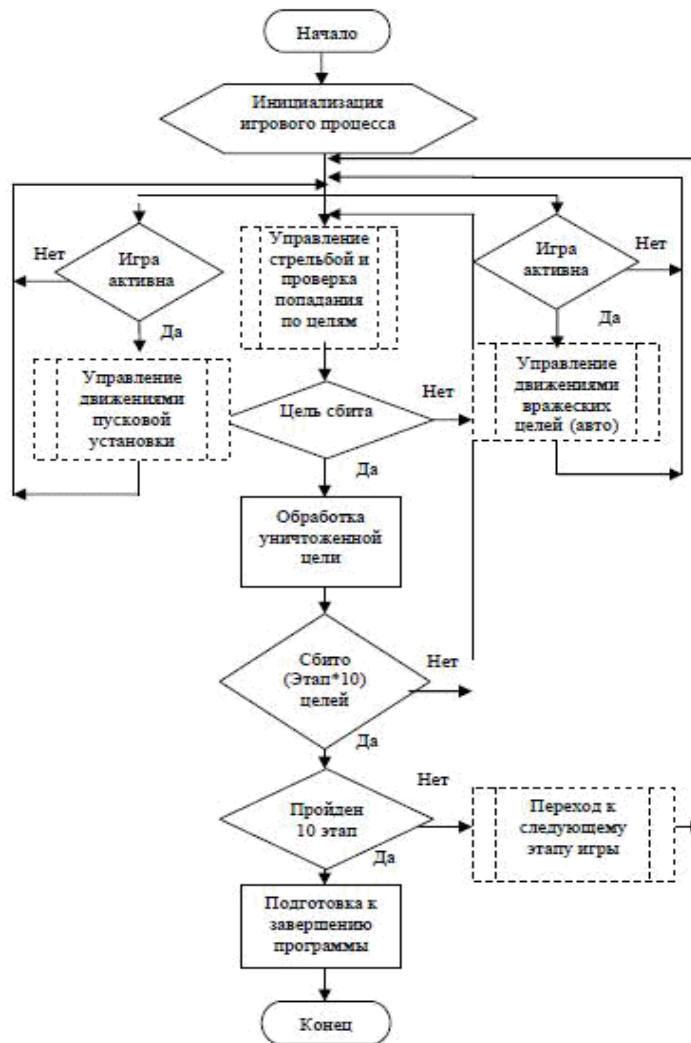 Начало
Инициализация
игрового процесса
Нет
Игра
активна
Да
Управление
движениями
пусковой
установки
Управление
стрельбой и
проверка
попадания
по целям
Игра
активна
Нет
Да
Управление
движениями
вражеских
целей (авто)
Цель сбита
Нет
Да
Обработка
уничтоженной
цели
Сбито
(Этап*10)
целей
Нет
Да
Пройден
10 этап
Нет
Да
Переход к
следующему
этапу игры
Подготовка к
завершению
программы
Конец